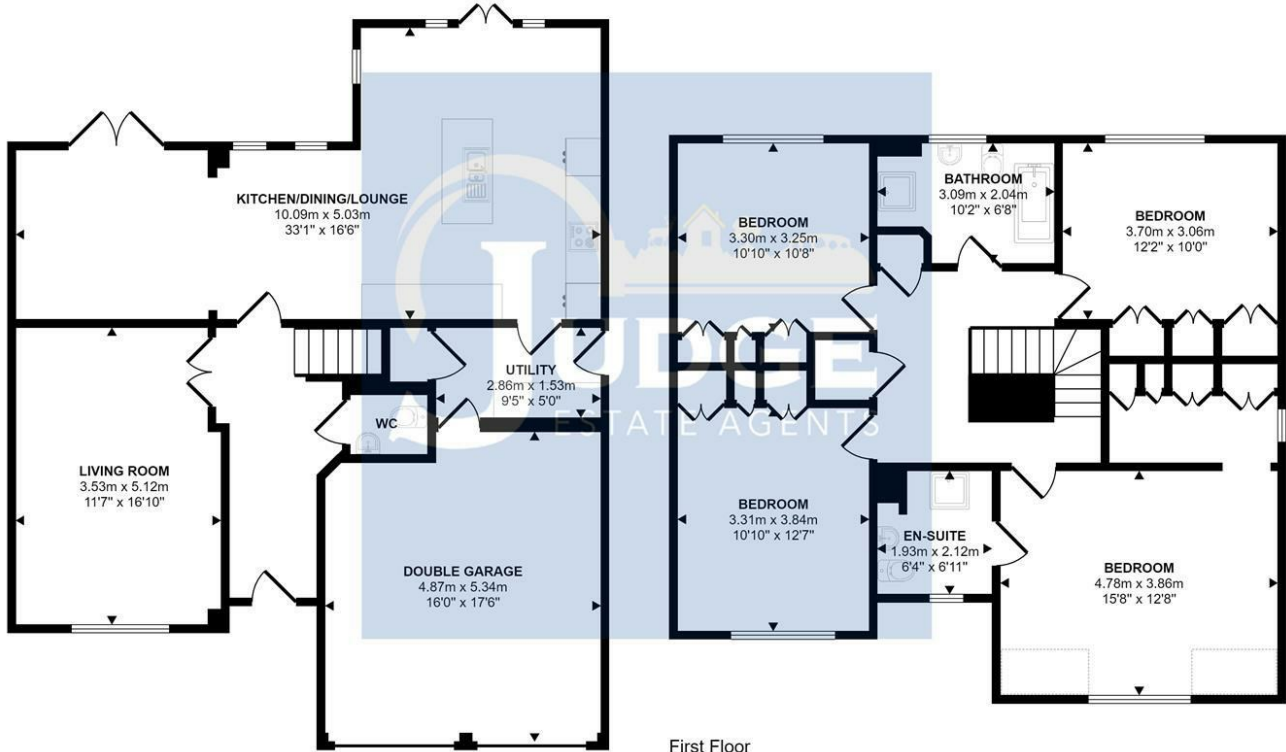 KITCHEN/DINING/LOUNGE
10.09m x 5.03m
33'1" x 16'6"
UTILITY
2.86m x 1.53m
9'5" x 5'0"
WC
LIVING ROOM
3.53m x 5.12m
11'7" x 16'10"
DOUBLE GARAGE
4.87m x 5.34m
16'0" x 17'6"
JUDGE
ESTATE AGENTS
BEDROOM
3.30m x 3.25m
10'10" x 10'8"
BATHROOM
3.09m x 2.04m
10'2" x 6'8"
BEDROOM
3.70m x 3.06m
12'2" x 10'0"
BEDROOM
3.31m x 3.84m
10'10" x 12'7"
EN-SUITE
1.93m x 2.12m
6'4" x 6'11"
BEDROOM
4.78m x 3.86m
15'8" x 12'8"
First Floor